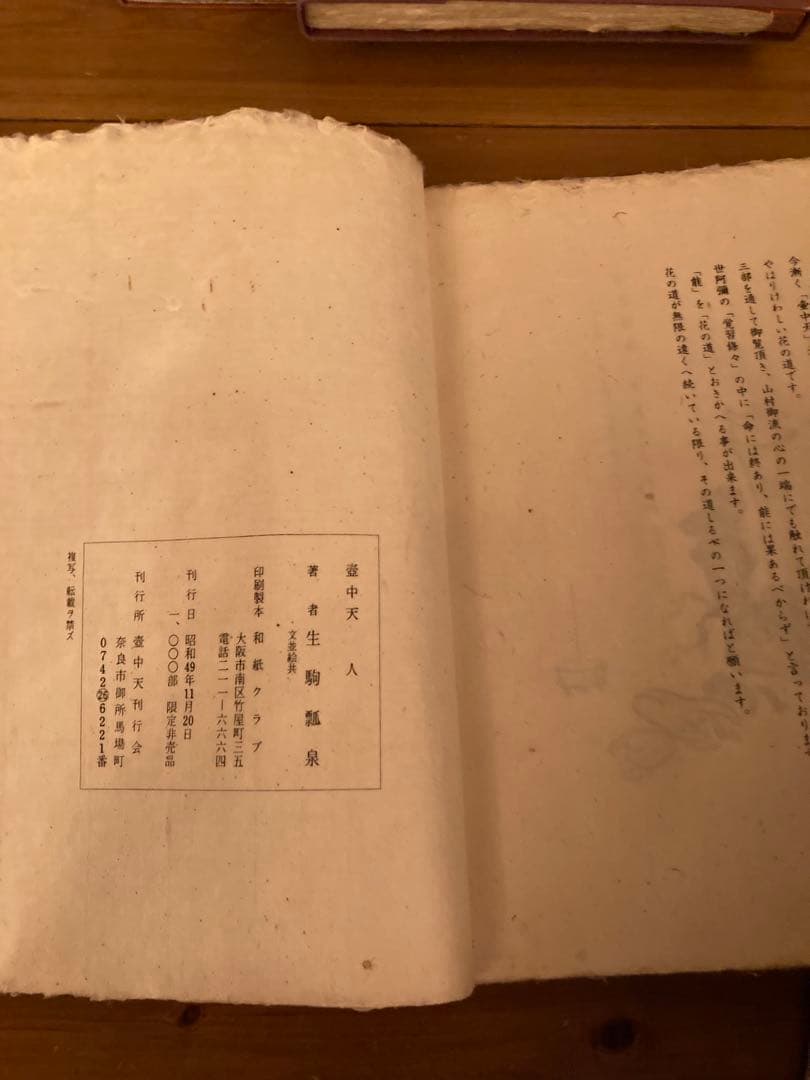 今漸く「壺中天」
やはりけわしい花の道です。
三部を通して御覧頂き、山村御流の心の一端にでも触れて頂ければ
世阿彌の「覚習條々」の中に「命には終あり、能には果あるべからず」と言っております
「能」を「花の道」とおきかへる事が出来ます。
花の道が無限の遠くへ続いている限り、その道しるべの一つになればと願います。
壺中天 人
著者 生駒瓢泉
文並絵共
印刷製本 和紙クラブ
大阪市南区竹屋町三五
電話二一一ー六六六四
刊行日 昭和49年11月20日
一、〇〇〇部 限定非売品
刊行所 壺中天刊行会
奈良市御所馬場町
0742㉖6221番
複写、転載ヲ禁ズ